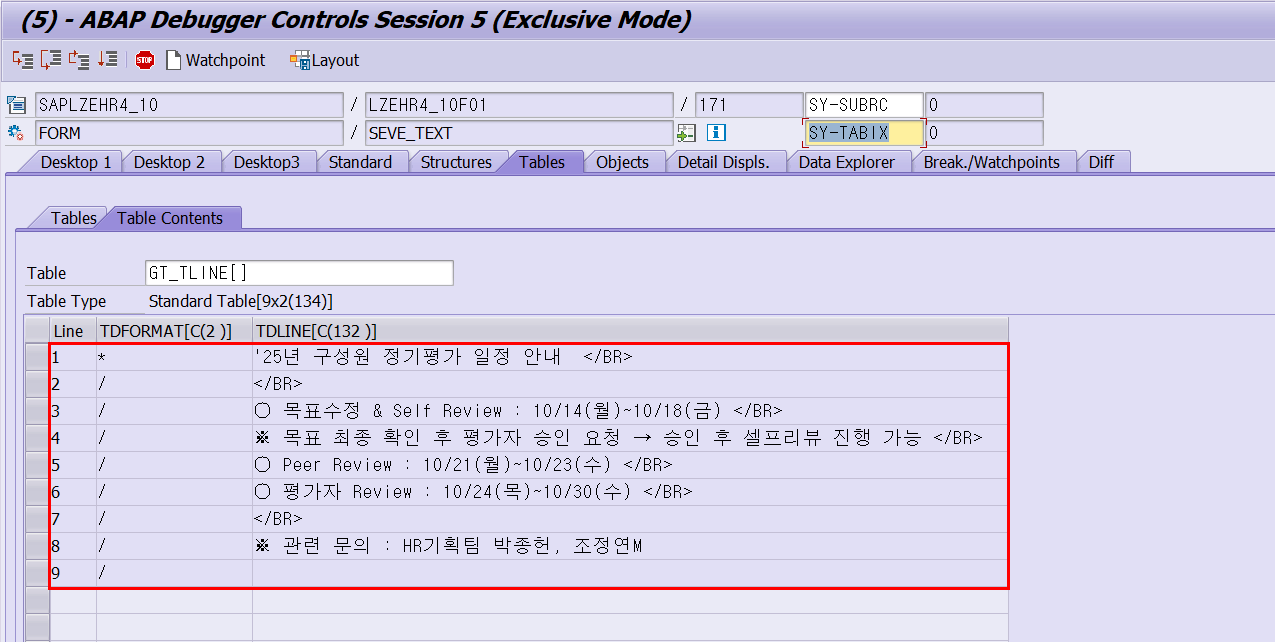 (5) - ABAP Debugger Controls Session 5 (Exclusive Mode)
STOP Watchpoint Layout
SAPLZEHR4_10 / LZEHR4_10F01 / 171 SY-SUBRC 0
FORM / SEVE_TEXT SY-TABIX 0
Desktop 1 Desktop 2 Desktop3 Standard Structures Tables Objects Detail Displs. Data Explorer Break./Watchpoints Diff
Tables Table Contents
Table GT_TLINE[]
Table Type Standard Table[9x2(134)]
Line TDFORMAT[C(2 )] TDLINE[C(132 )]
1 * '25년 구성원 정기평가 일정 안내 </BR>
2 / </BR>
3 / ○ 목표수정 & Self Review : 10/14(월)~10/18(금) </BR>
4 / ※ 목표 최종 확인 후 평가자 승인 요청 → 승인 후 셀프리뷰 진행 가능 </BR>
5 / ○ Peer Review : 10/21(월)~10/23(수) </BR>
6 / ○ 평가자 Review : 10/24(목)~10/30(수) </BR>
7 / </BR>
8 / ※ 관련 문의 : HR기획팀 박종헌, 조정연M
9 /